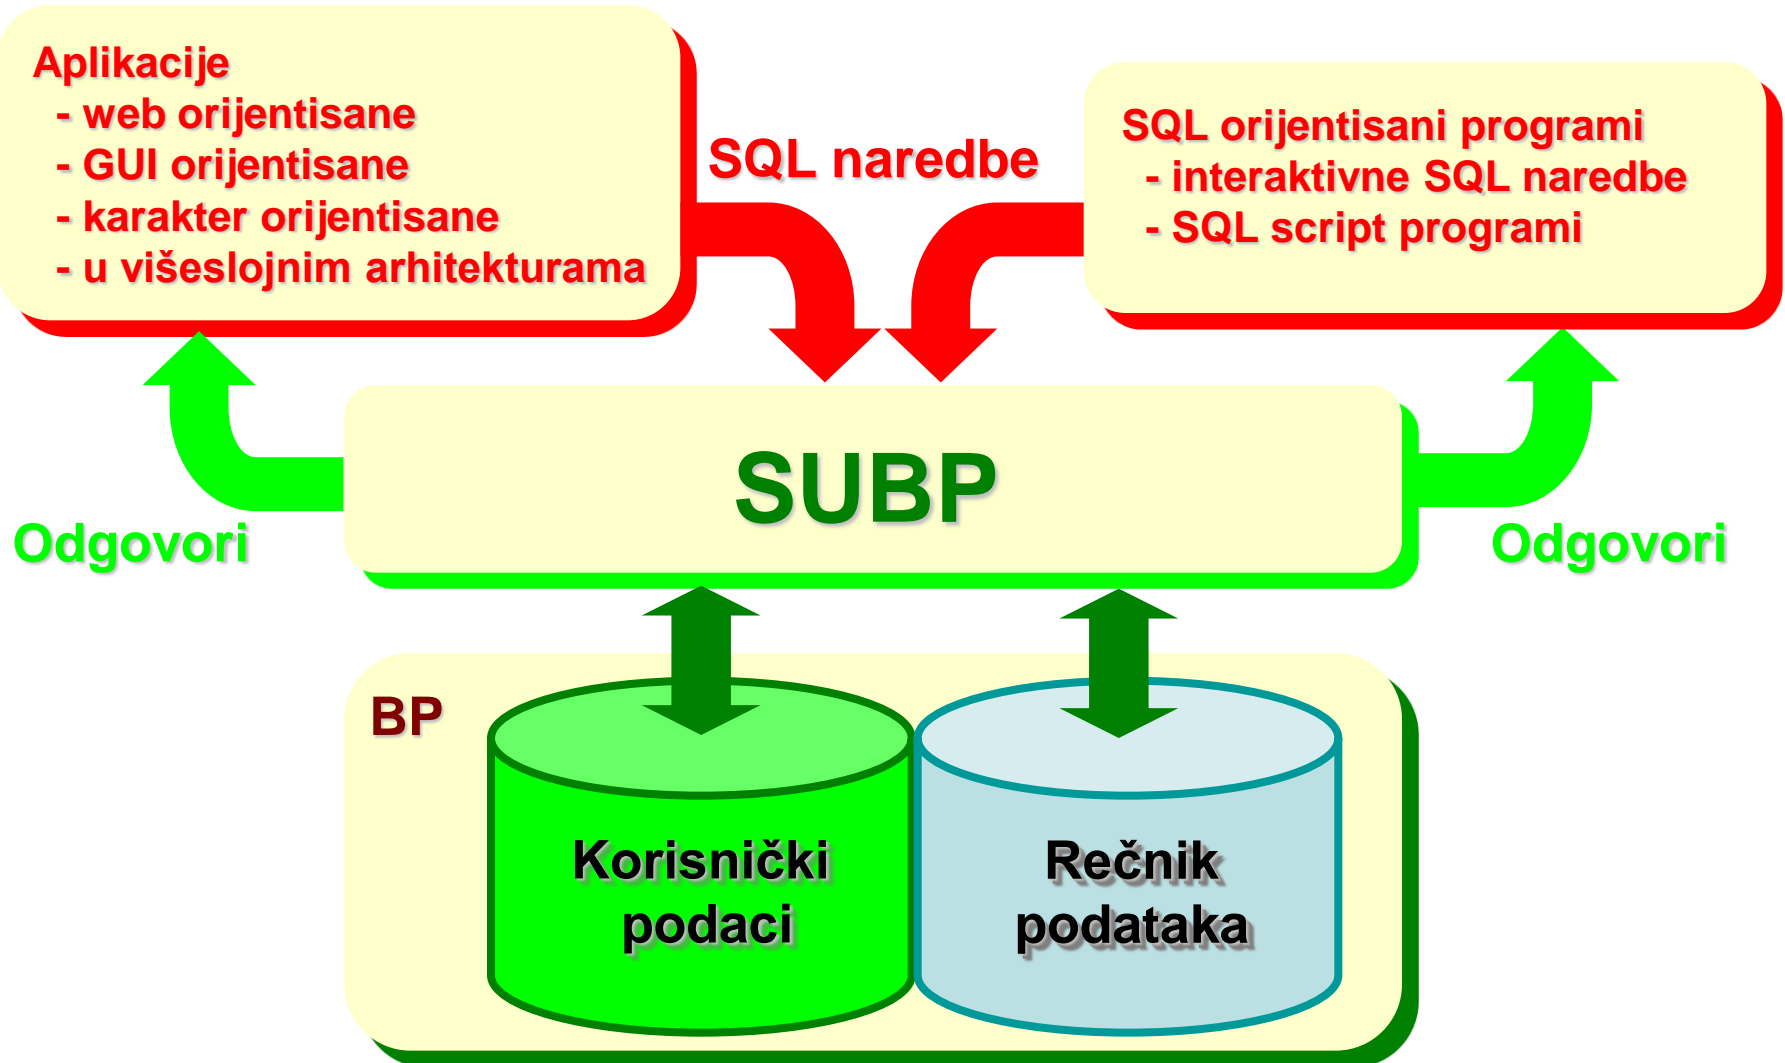 Aplikacije
- web orijentisane
- GUI orijentisane
- karakter orijentisane
- u višeslojnim arhitekturama
SQL naredbe
SQL orijentisani programi
- interaktivne SQL naredbe
- SQL script programi
SUBP
Odgovori
Odgovori
BP
Korisnički
podaci
Rečnik
podataka